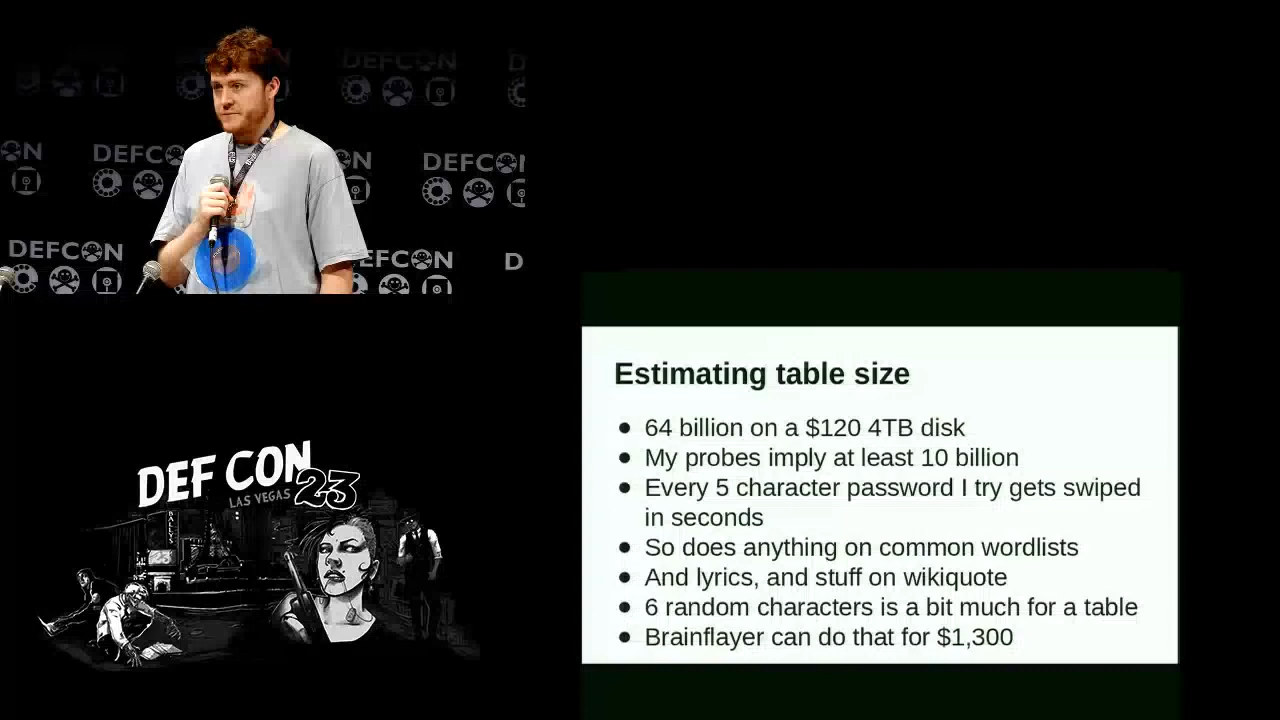 DEFCON
DEFCON
DEFCON
DEFCON
DEFCON
DEF CON 23
LAS VEGAS
BALLYS
Estimating table size
64 billion on a $120 4TB disk
My probes imply at least 10 billion
Every 5 character password I try gets swiped
in seconds
So does anything on common wordlists
And lyrics, and stuff on wikiquote
6 random characters is a bit much for a table
Brainflayer can do that for $1,300